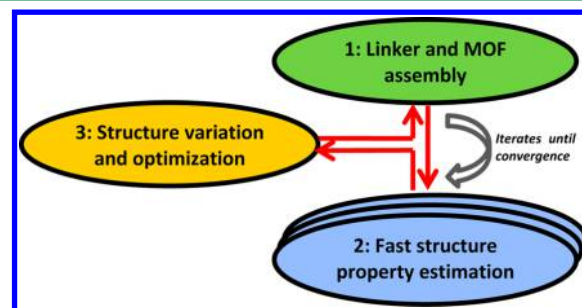 1: Linker and MOF
assembly
3: Structure variation
and optimization
Iterates until
convergence
2: Fast structure
property estimation